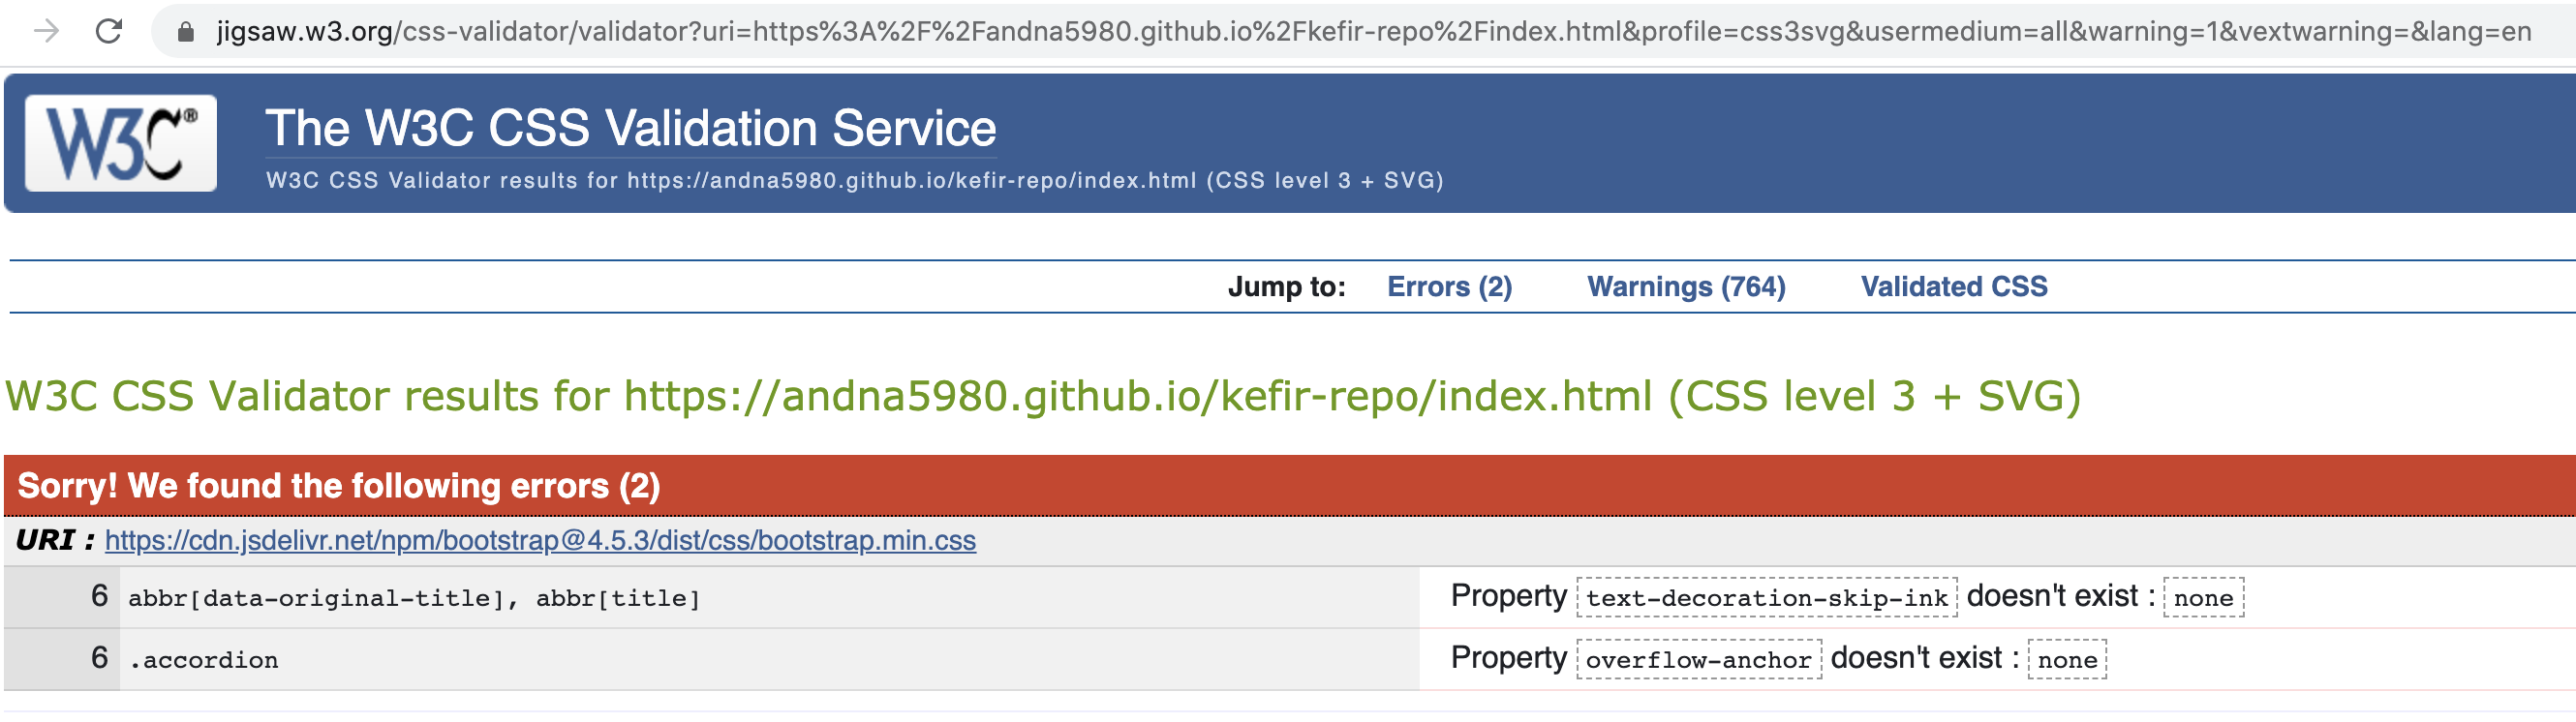 jigsaw.w3.org/css-validator/validator?uri=https%3A%2F%2Fandna5980.github.io%2Fkefir-repo%2Findex.html&profile=css3svg&usermedium=all&warning=1&vextwarning=&lang=en
W3C®
The W3C CSS Validation Service
W3C CSS Validator results for https://andna5980.github.io/kefir-repo/index.html (CSS level 3 + SVG)
Jump to: Errors (2) Warnings (764) Validated CSS
W3C CSS Validator results for https://andna5980.github.io/kefir-repo/index.html (CSS level 3 + SVG)
Sorry! We found the following errors (2)
URI : https://cdn.jsdelivr.net/npm/bootstrap@4.5.3/dist/css/bootstrap.min.css
6 abbr[data-original-title], abbr[title] Property text-decoration-skip-ink doesn't exist : none
6 .accordion Property overflow-anchor doesn't exist : none